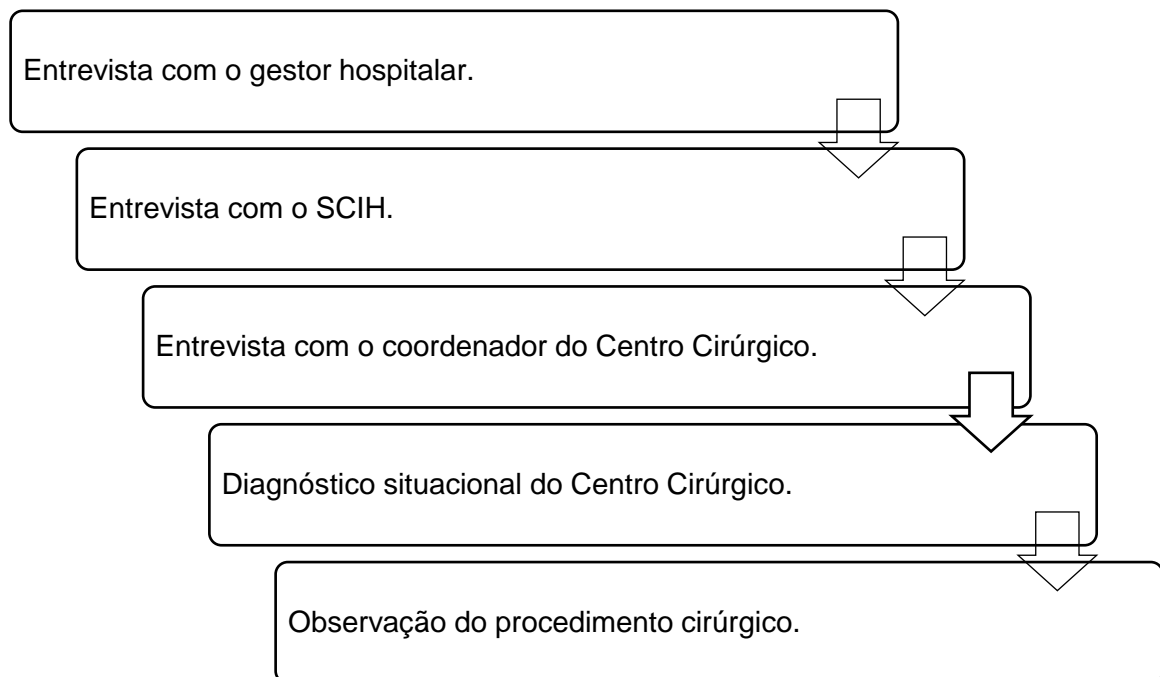 Entrevista com o gestor hospitalar.
Entrevista com o SCIH.
Entrevista com o coordenador do Centro Cirúrgico.
Diagnóstico situacional do Centro Cirúrgico.
Observação do procedimento cirúrgico.